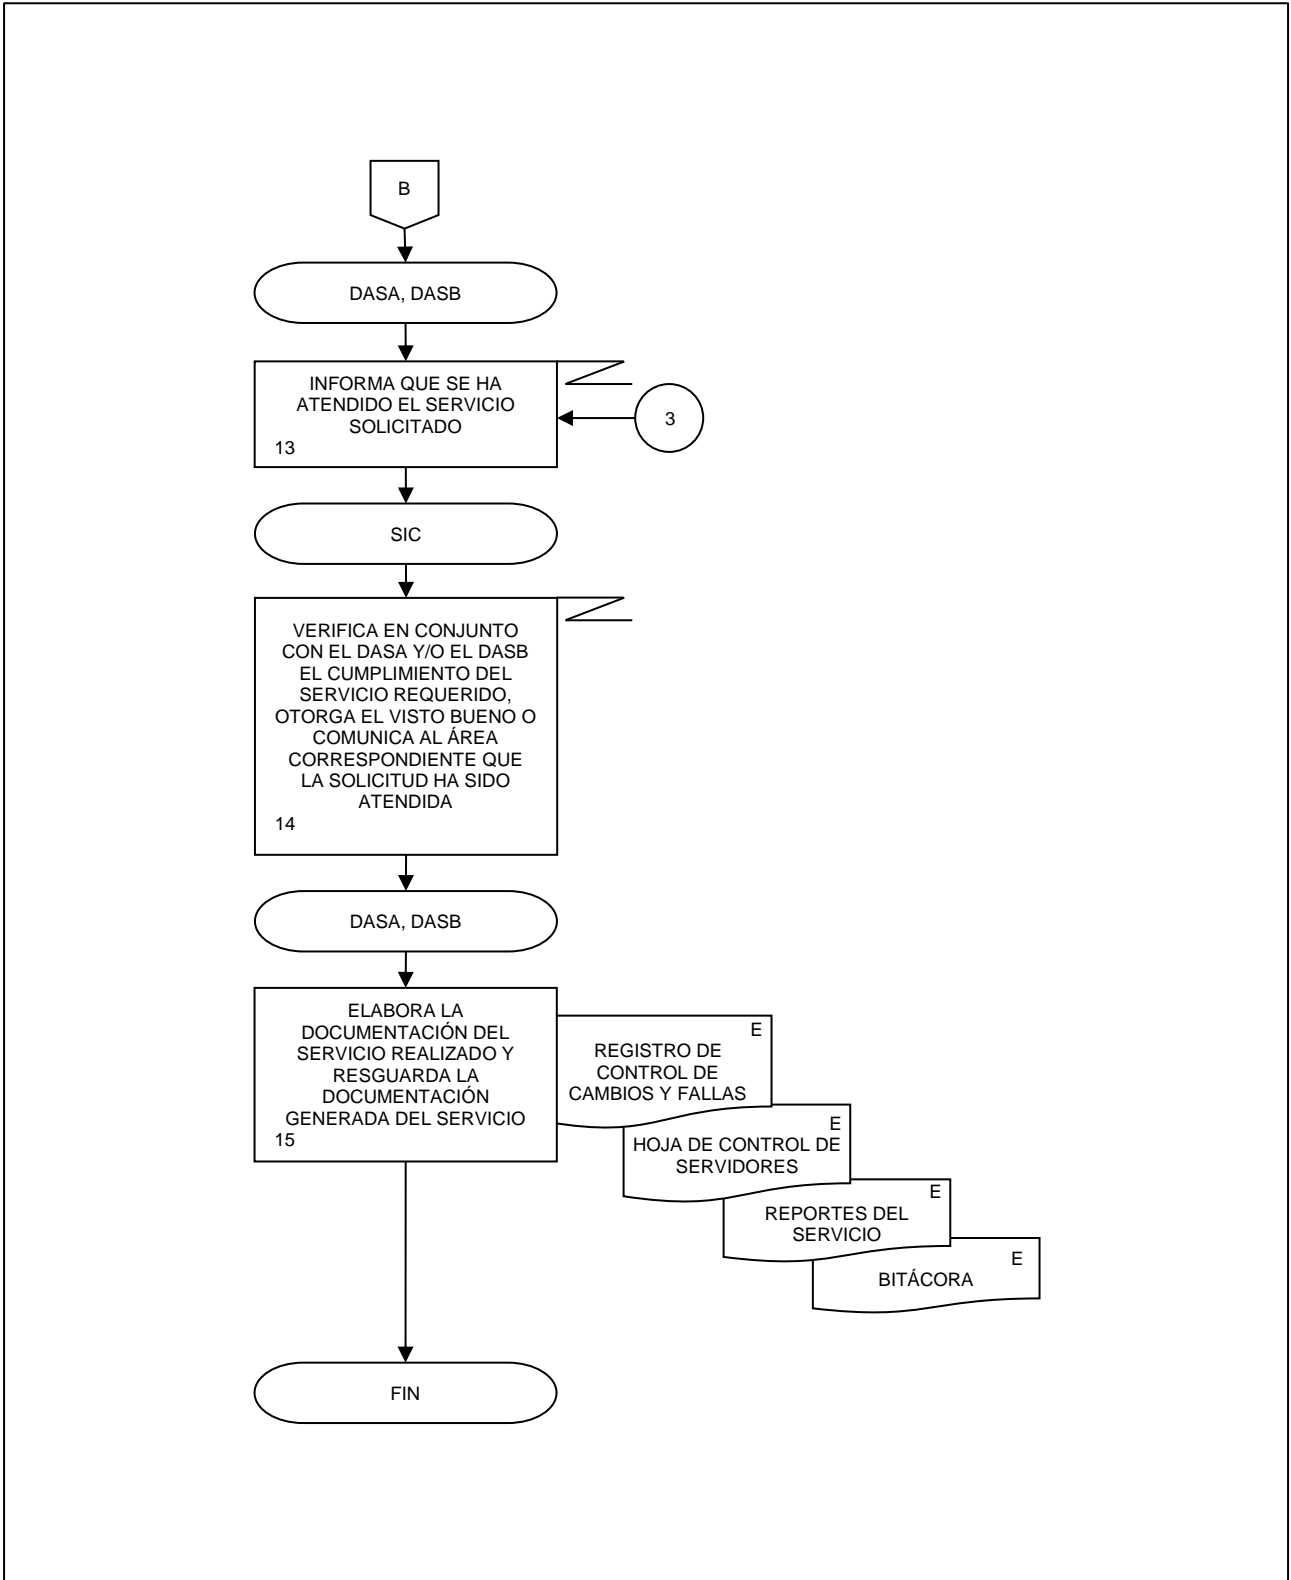 B
DASA, DASB
INFORMA QUE SE HA
ATENDIDO EL SERVICIO
SOLICITADO
13
3
SIC
VERIFICA EN CONJUNTO
CON EL DASA Y/O EL DASB
EL CUMPLIMIENTO DEL
SERVICIO REQUERIDO,
OTORGA EL VISTO BUENO O
COMUNICA AL ÁREA
CORRESPONDIENTE QUE
LA SOLICITUD HA SIDO
ATENDIDA
14
DASA, DASB
ELABORA LA
DOCUMENTACIÓN DEL
SERVICIO REALIZADO Y
RESGUARDA LA
DOCUMENTACIÓN
GENERADA DEL SERVICIO
15
E
REGISTRO DE
CONTROL DE
CAMBIOS Y FALLAS
E
HOJA DE CONTROL DE
SERVIDORES
E
REPORTES DEL
SERVICIO
E
BITÁCORA
FIN